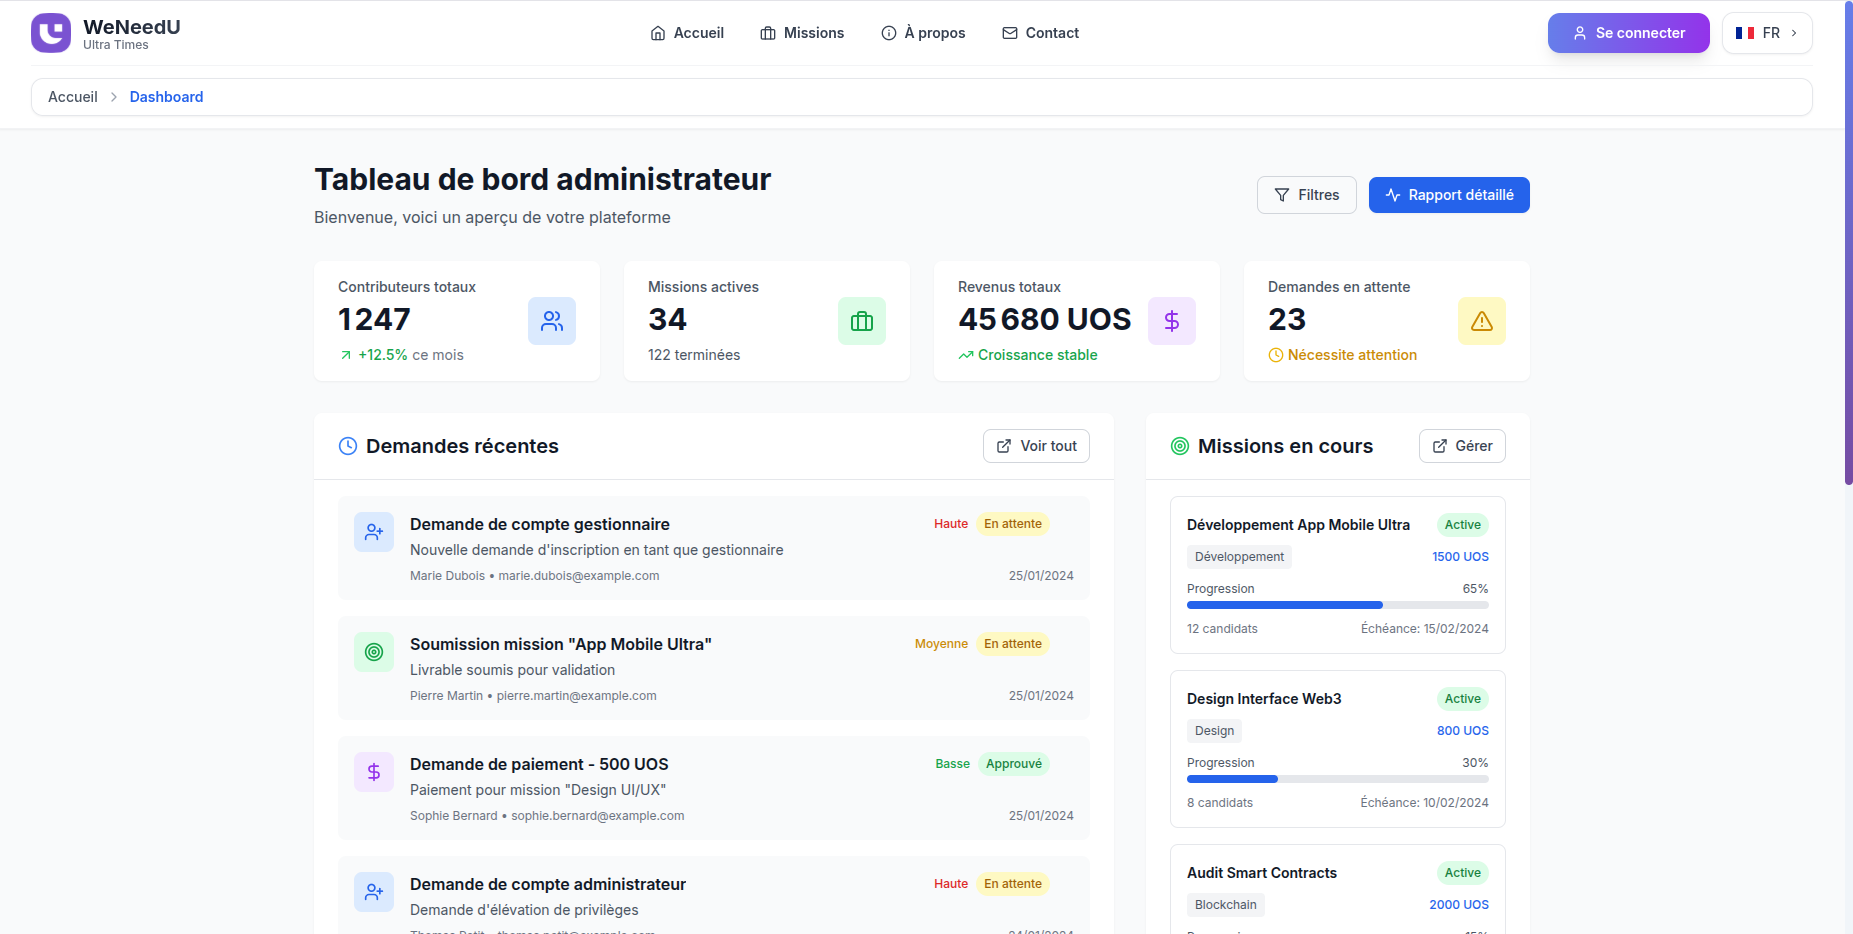 WeNeedU
Ultra Times
Accueil
Missions
À propos
Contact
Se connecter
FR
Accueil
Dashboard
Tableau de bord administrateur
Bienvenue, voici un aperçu de votre plateforme
Filtres
Rapport détaillé
Contributeurs totaux
1 247
+12.5% ce mois
Missions actives
34
122 terminées
Revenus totaux
45 680 UOS
Croissance stable
Demandes en attente
23
Nécessite attention
Demandes récentes
Voir tout
Demande de compte gestionnaire
Haute
En attente
Nouvelle demande d'inscription en tant que gestionnaire
Marie Dubois • marie.dubois@example.com
25/01/2024
Soumission mission "App Mobile Ultra"
Moyenne
En attente
Livrable soumis pour validation
Pierre Martin • pierre.martin@example.com
25/01/2024
Demande de paiement - 500 UOS
Basse
Approuvé
Paiement pour mission "Design UI/UX"
Sophie Bernard • sophie.bernard@example.com
25/01/2024
Demande de compte administrateur
Haute
En attente
Demande d'élévation de privilèges
Missions en cours
Gérer
Développement App Mobile Ultra
Active
Développement
1500 UOS
Progression
65%
12 candidats
Échéance: 15/02/2024
Design Interface Web3
Active
Design
800 UOS
Progression
30%
8 candidats
Échéance: 10/02/2024
Audit Smart Contracts
Active
Blockchain
2000 UOS